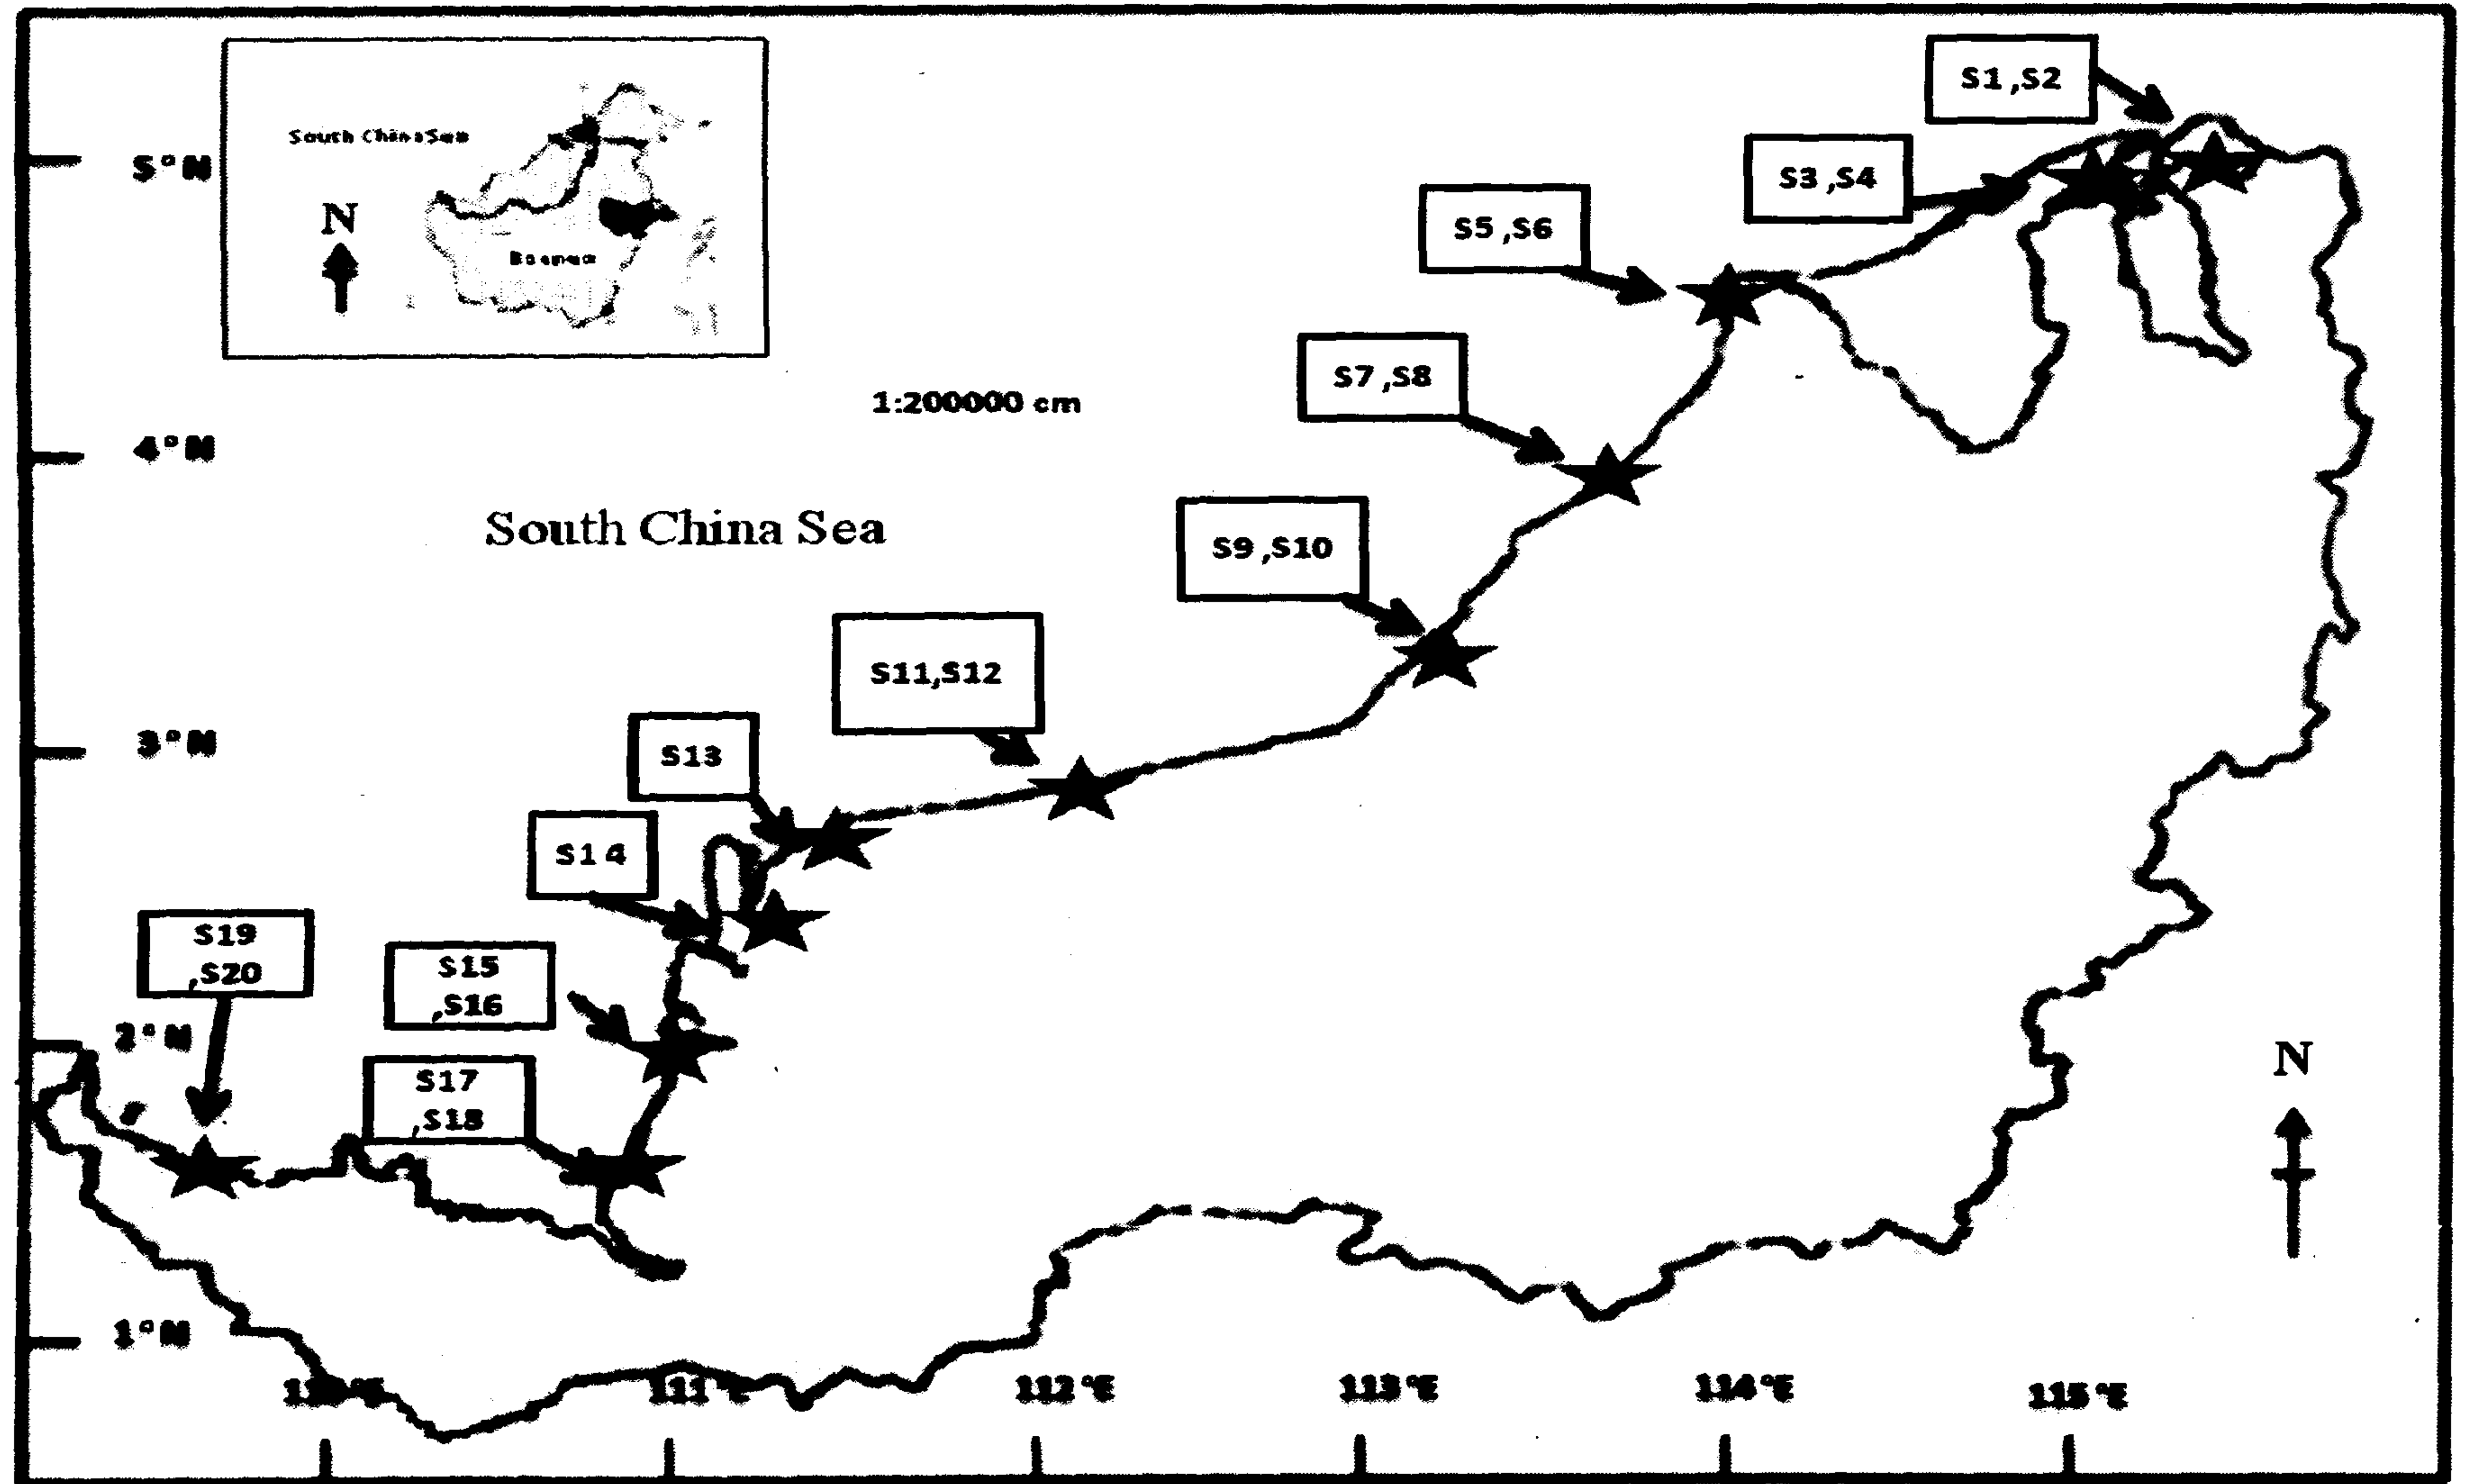 S1 ,S2
S3 ,S4
S5 ,S6
S7 ,S8
S9 ,S10
S11,S12
S13
S14
S15
,S16
S17
,S18
S19
,S20
5°N
4°N
3°N
2°N
1°N
South China Sea
N
1:200000 cm
South China Sea
N
111°E
112°E
113°E
114°E
115°E